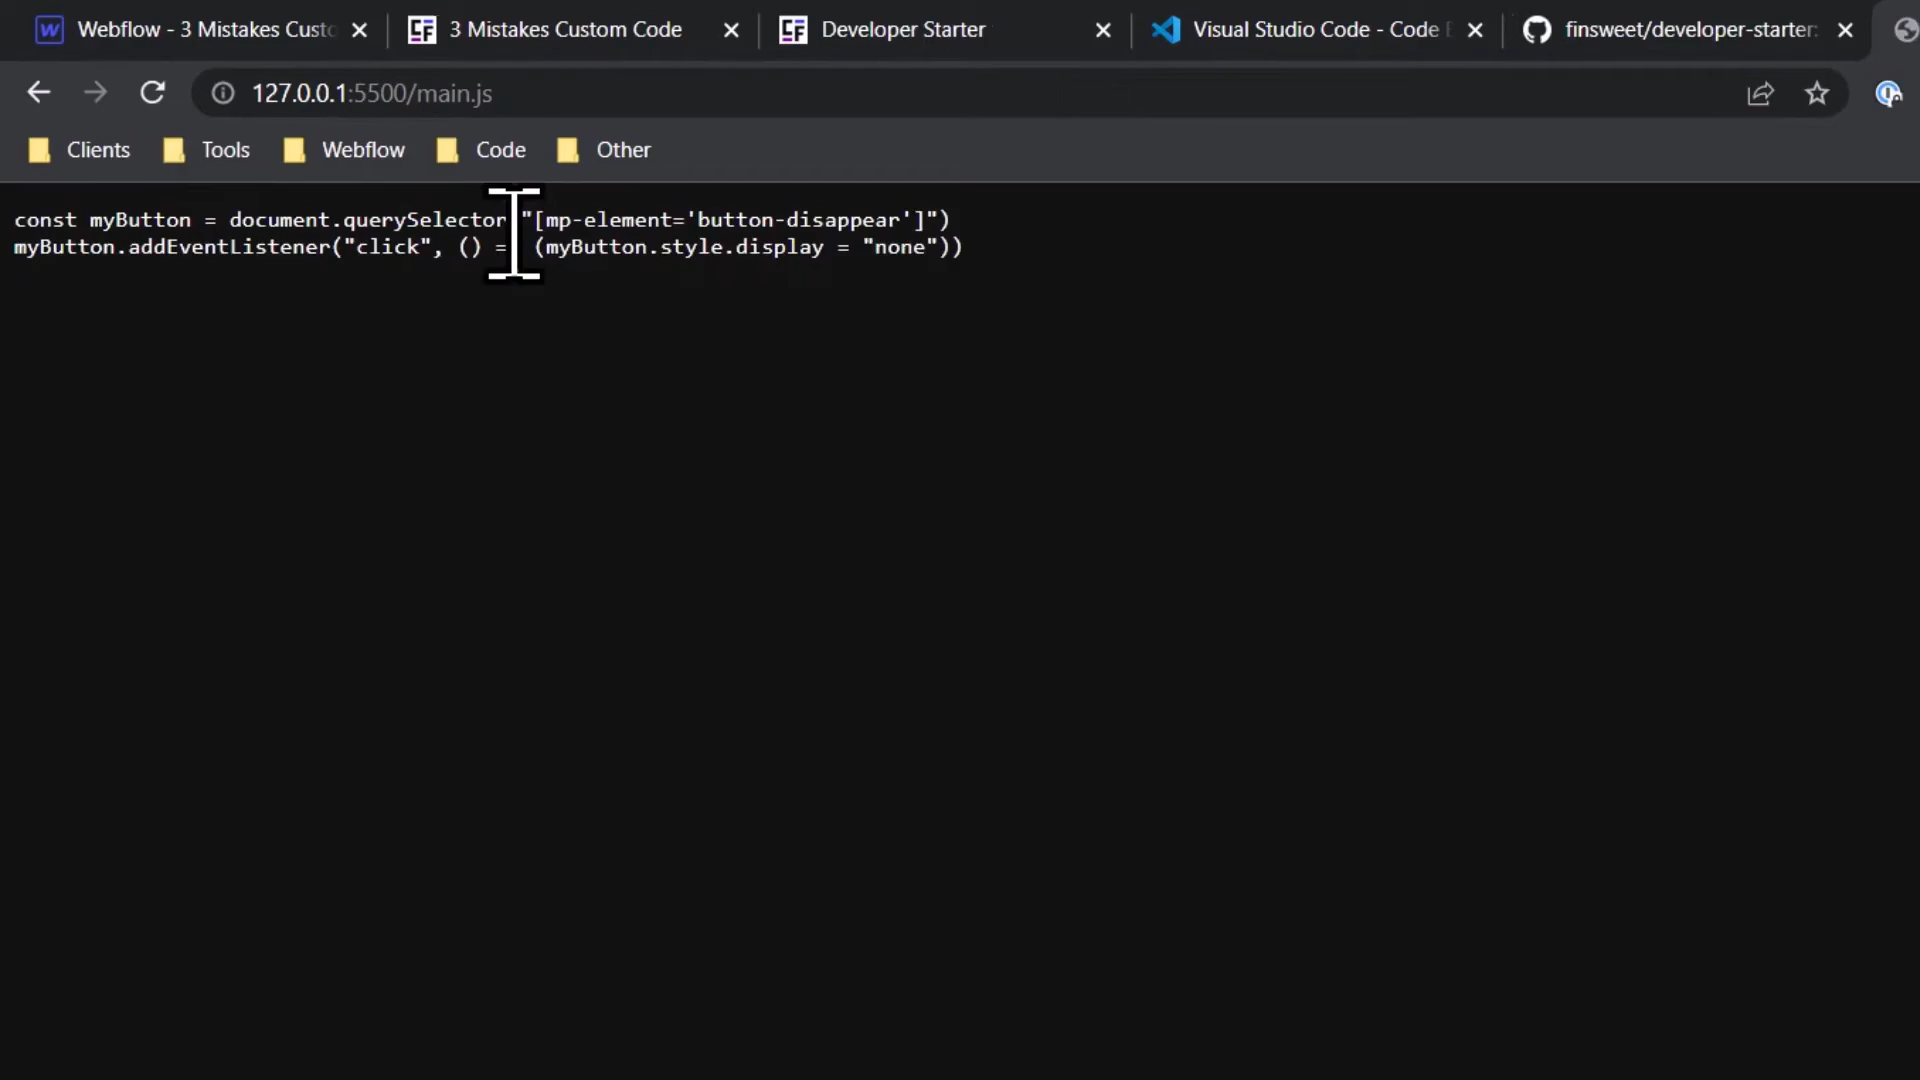 Webflow - 3 Mistakes Custo
3 Mistakes Custom Code
Developer Starter
Visual Studio Code - Code E
finsweet/developer-starter:
127.0.0.1:5500/main.js
Clients
Tools
Webflow
Code
Other
const myButton = document.querySelector "[mp-element='button-disappear']")
myButton.addEventListener("click", () = (myButton.style.display = "none"))